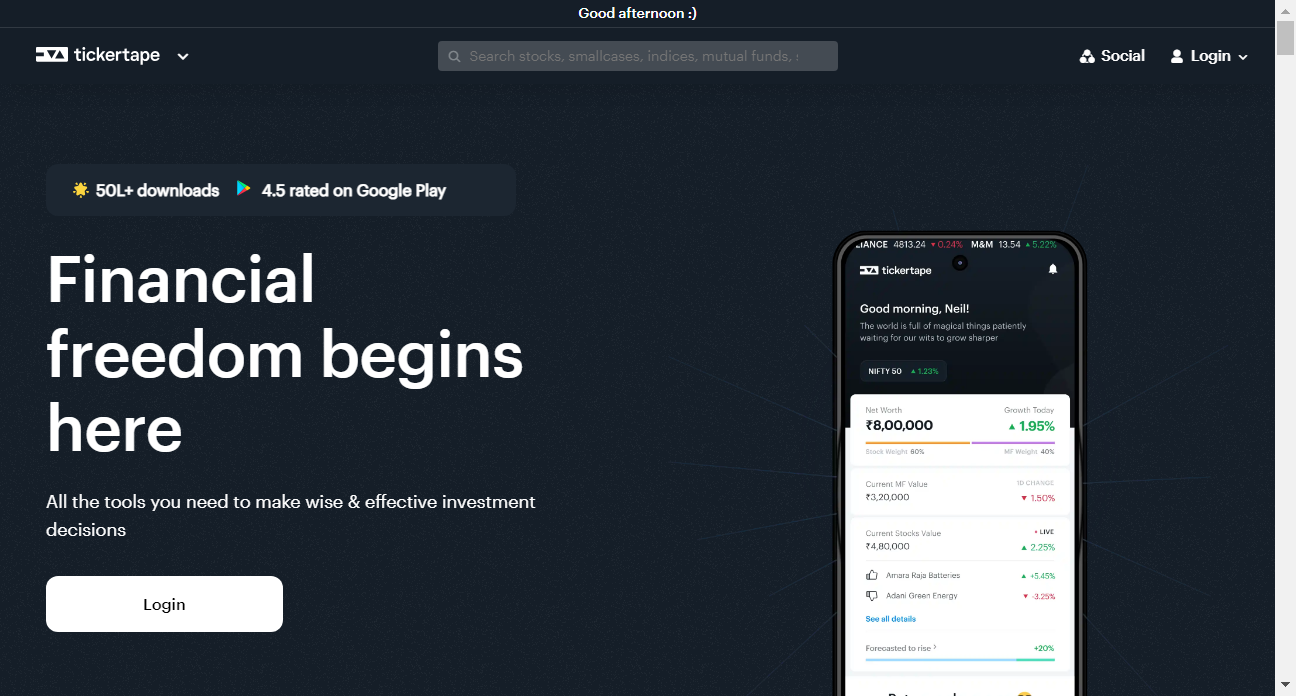 Good afternoon :)
tickertape
Search stocks, smallcases, indices, mutual funds,
Social
Login
50L+ downloads
4.5 rated on Google Play
Financial
freedom begins
here
All the tools you need to make wise & effective investment
decisions
Login
LIANCE 4813.24 ▾ 0.24% M&M 13.54 ▴ 5.22%
tickertape
Good morning, Neil!
The world is full of magical things patiently
waiting for our wits to grow sharper
NIFTY 50 ▴ 1.23%
Net Worth Growth Today
₹8,00,000 ▴ 1.95%
Stock Weight 60% MF Weight 40%
Current MF Value 1D CHANGE
₹3,20,000 ▾ 1.50%
Current Stocks Value • LIVE
₹4,80,000 ▴ 2.25%
Amara Raja Batteries ▴ +5.45%
Adani Green Energy ▾ -3.25%
See all details
Forecasted to rise > +20%